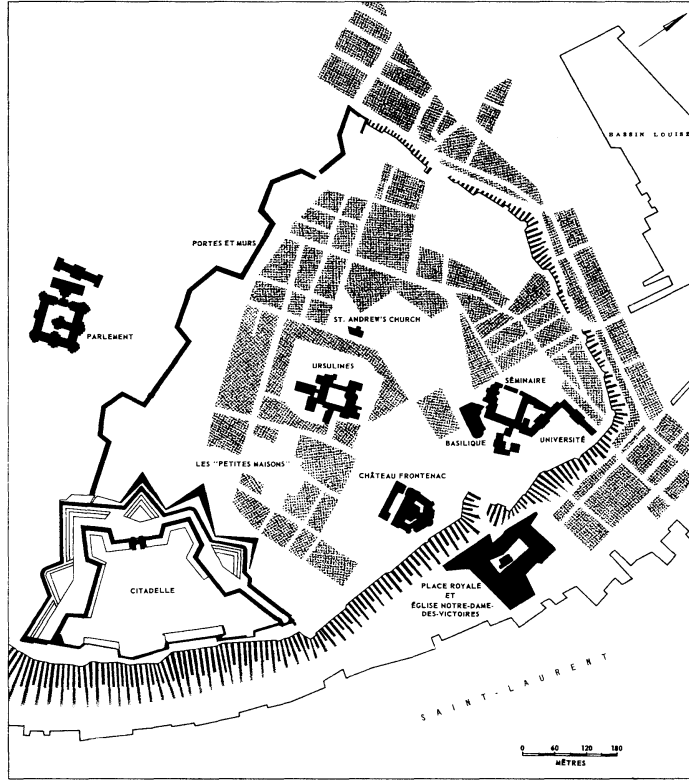 BASSIN LOUISE
PORTES ET MURS
PARLEMENT
ST. ANDREW'S CHURCH
URSULINES
SÉMINAIRE
BASILIQUE
UNIVERSITÉ
LES "PETITES MAISONS"
CHÂTEAU FRONTENAC
CITADELLE
PLACE ROYALE
ET
ÉGLISE NOTRE-DAME-
DES-VICTOIRES
SAINT-LAURENT
0 60 120 180
MÈTRES